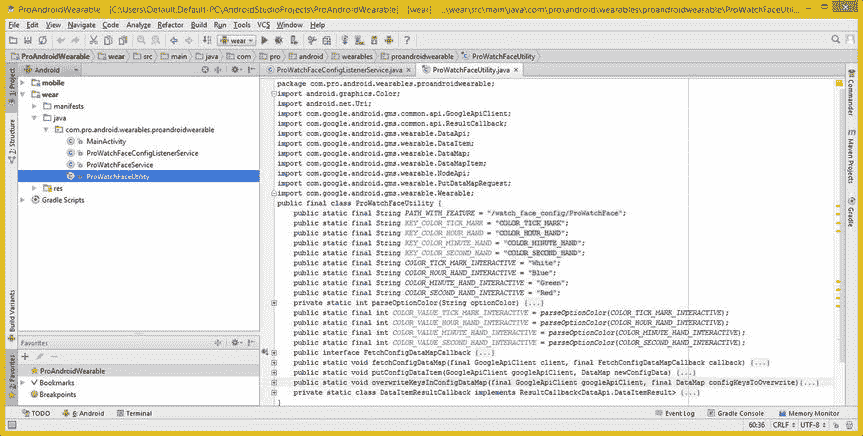 ProAndroidWearable - [C:\Users\Default.Default-PC\AndroidStudioProjects\ProAndroidWearable] - [wear] - ...\wear\src\main\java\com\pro\android\wearables\proandroidwearable\ProWatchFaceUtili...
File Edit View Navigate Code Analyze Refactor Build Run Tools VCS Window Help
wear
ProAndroidWearable wear src main java com pro android wearables proandroidwearable ProWatchFaceUtility
Android
ProWatchFaceConfigListenerService.java ProWatchFaceUtility.java
1: Project
Z: Structure
Build Variants
2: Favorites
Commander
Maven Projects
Gradle
mobile
wear
manifests
java
com.pro.android.wearables.proandroidwearable
MainActivity
ProWatchFaceConfigListenerService
ProWatchFaceService
ProWatchFaceUtility
res
Gradle Scripts
Favorites
ProAndroidWearable
Bookmarks
Breakpoints
package com.pro.android.wearables.proandroidwearable;
import android.graphics.Color;
import android.net.Uri;
import com.google.android.gms.common.api.GoogleApiClient;
import com.google.android.gms.common.api.ResultCallback;
import com.google.android.gms.wearable.DataApi;
import com.google.android.gms.wearable.DataItem;
import com.google.android.gms.wearable.DataMap;
import com.google.android.gms.wearable.DataMapItem;
import com.google.android.gms.wearable.NodeApi;
import com.google.android.gms.wearable.PutDataMapRequest;
import com.google.android.gms.wearable.Wearable;
public final class ProWatchFaceUtility {
public static final String PATH_WITH_FEATURE = "/watch_face_config/ProWatchFace";
public static final String KEY_COLOR_TICK_MARK = "COLOR_TICK_MARK";
public static final String KEY_COLOR_HOUR_HAND = "COLOR_HOUR_HAND";
public static final String KEY_COLOR_MINUTE_HAND = "COLOR_MINUTE_HAND";
public static final String KEY_COLOR_SECOND_HAND = "COLOR_SECOND_HAND";
public static final String COLOR_TICK_MARK_INTERACTIVE = "White";
public static final String COLOR_HOUR_HAND_INTERACTIVE = "Blue";
public static final String COLOR_MINUTE_HAND_INTERACTIVE = "Green";
public static final String COLOR_SECOND_HAND_INTERACTIVE = "Red";
private static int parseOptionColor(String optionColor) {...}
public static final int COLOR_VALUE_TICK_MARK_INTERACTIVE = parseOptionColor(COLOR_TICK_MARK_INTERACTIVE);
public static final int COLOR_VALUE_HOUR_HAND_INTERACTIVE = parseOptionColor(COLOR_HOUR_HAND_INTERACTIVE);
public static final int COLOR_VALUE_MINUTE_HAND_INTERACTIVE = parseOptionColor(COLOR_MINUTE_HAND_INTERACTIVE);
public static final int COLOR_VALUE_SECOND_HAND_INTERACTIVE = parseOptionColor(COLOR_SECOND_HAND_INTERACTIVE);
public interface FetchConfigDataMapCallback {...}
public static void fetchConfigDataMap(final GoogleApiClient client, final FetchConfigDataMapCallback callback) {...}
public static void putConfigDataItem(GoogleApiClient googleApiClient, DataMap newConfigData) {...}
public static void overwriteKeysInConfigDataMap(final GoogleApiClient googleApiClient, final DataMap configKeysToOverwrite){...}
private static class DataItemResultCallback implements ResultCallback<DataApi.DataItemResult> {...}
}
TODO 6: Android Terminal Event Log Gradle Console Memory Monitor
60:36 CRLF UTF-8